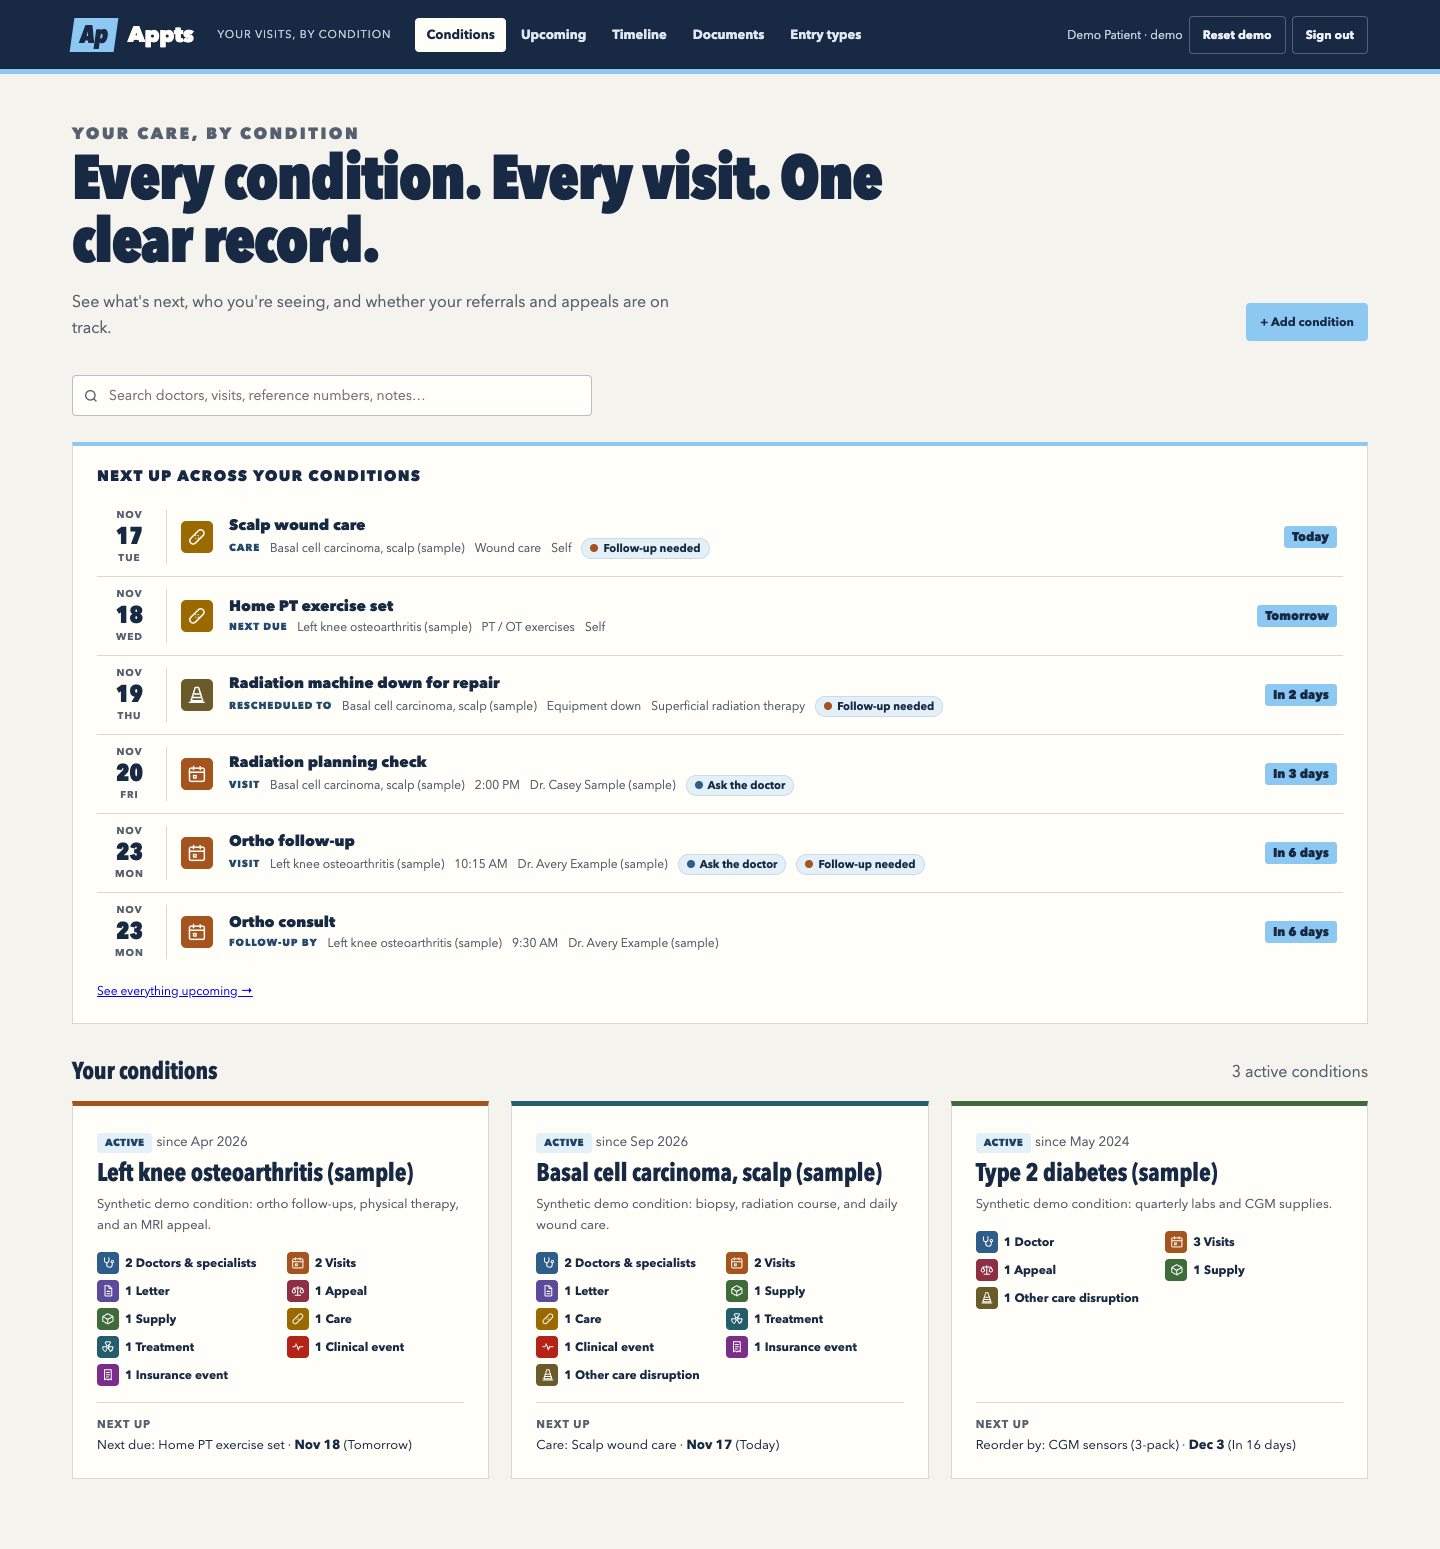 Ap Appts YOUR VISITS, BY CONDITION Conditions Upcoming Timeline Documents Entry types Demo Patient · demo Reset demo Sign out
YOUR CARE, BY CONDITION
Every condition. Every visit. One
clear record.
See what's next, who you're seeing, and whether your referrals and appeals are on
track.
+ Add condition
Search doctors, visits, reference numbers, notes…
NEXT UP ACROSS YOUR CONDITIONS
NOV
17
TUE
Scalp wound care
CARE Basal cell carcinoma, scalp (sample) Wound care Self Follow-up needed
Today
NOV
18
WED
Home PT exercise set
NEXT DUE Left knee osteoarthritis (sample) PT / OT exercises Self
Tomorrow
NOV
19
THU
Radiation machine down for repair
RESCHEDULED TO Basal cell carcinoma, scalp (sample) Equipment down Superficial radiation therapy Follow-up needed
In 2 days
NOV
20
FRI
Radiation planning check
VISIT Basal cell carcinoma, scalp (sample) 2:00 PM Dr. Casey Sample (sample) Ask the doctor
In 3 days
NOV
23
MON
Ortho follow-up
VISIT Left knee osteoarthritis (sample) 10:15 AM Dr. Avery Example (sample) Ask the doctor Follow-up needed
In 6 days
NOV
23
MON
Ortho consult
FOLLOW-UP BY Left knee osteoarthritis (sample) 9:30 AM Dr. Avery Example (sample)
In 6 days
See everything upcoming →
Your conditions
3 active conditions
ACTIVE since Apr 2026
Left knee osteoarthritis (sample)
Synthetic demo condition: ortho follow-ups, physical therapy,
and an MRI appeal.
2 Doctors & specialists 2 Visits
1 Letter 1 Appeal
1 Supply 1 Care
1 Treatment 1 Clinical event
1 Insurance event
NEXT UP
Next due: Home PT exercise set · Nov 18 (Tomorrow)
ACTIVE since Sep 2026
Basal cell carcinoma, scalp (sample)
Synthetic demo condition: biopsy, radiation course, and daily
wound care.
2 Doctors & specialists 2 Visits
1 Letter 1 Supply
1 Care 1 Treatment
1 Clinical event 1 Insurance event
1 Other care disruption
NEXT UP
Care: Scalp wound care · Nov 17 (Today)
ACTIVE since May 2024
Type 2 diabetes (sample)
Synthetic demo condition: quarterly labs and CGM supplies.
1 Doctor 3 Visits
1 Appeal 1 Supply
1 Other care disruption
NEXT UP
Reorder by: CGM sensors (3-pack) · Dec 3 (In 16 days)